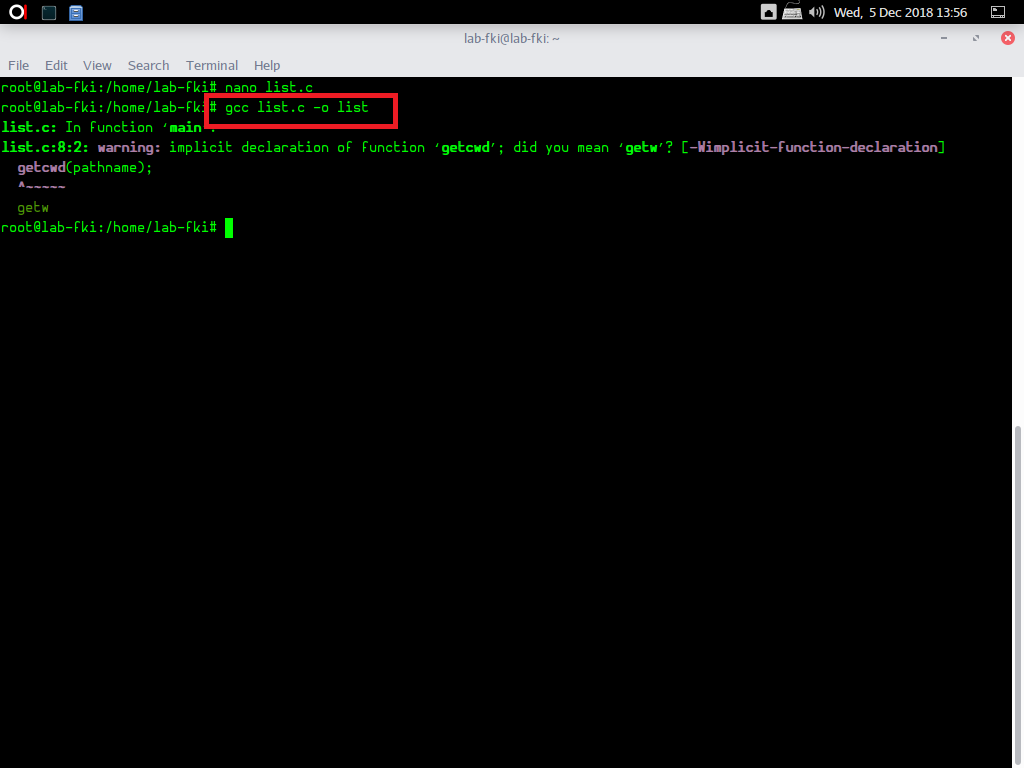 Wed, 5 Dec 2018 13:56
lab-fki@lab-fki: ~
File Edit View Search Terminal Help
root@lab-fki:/home/lab-fki# nano list.c
root@lab-fki:/home/lab-fki# gcc list.c -o list
list.c: In function ‘main’:
list.c:8:2: warning: implicit declaration of function ‘getcwd’; did you mean ‘getw’? [-Wimplicit-function-declaration]
getcwd(pathname);
^~~~~~
getw
root@lab-fki:/home/lab-fki#